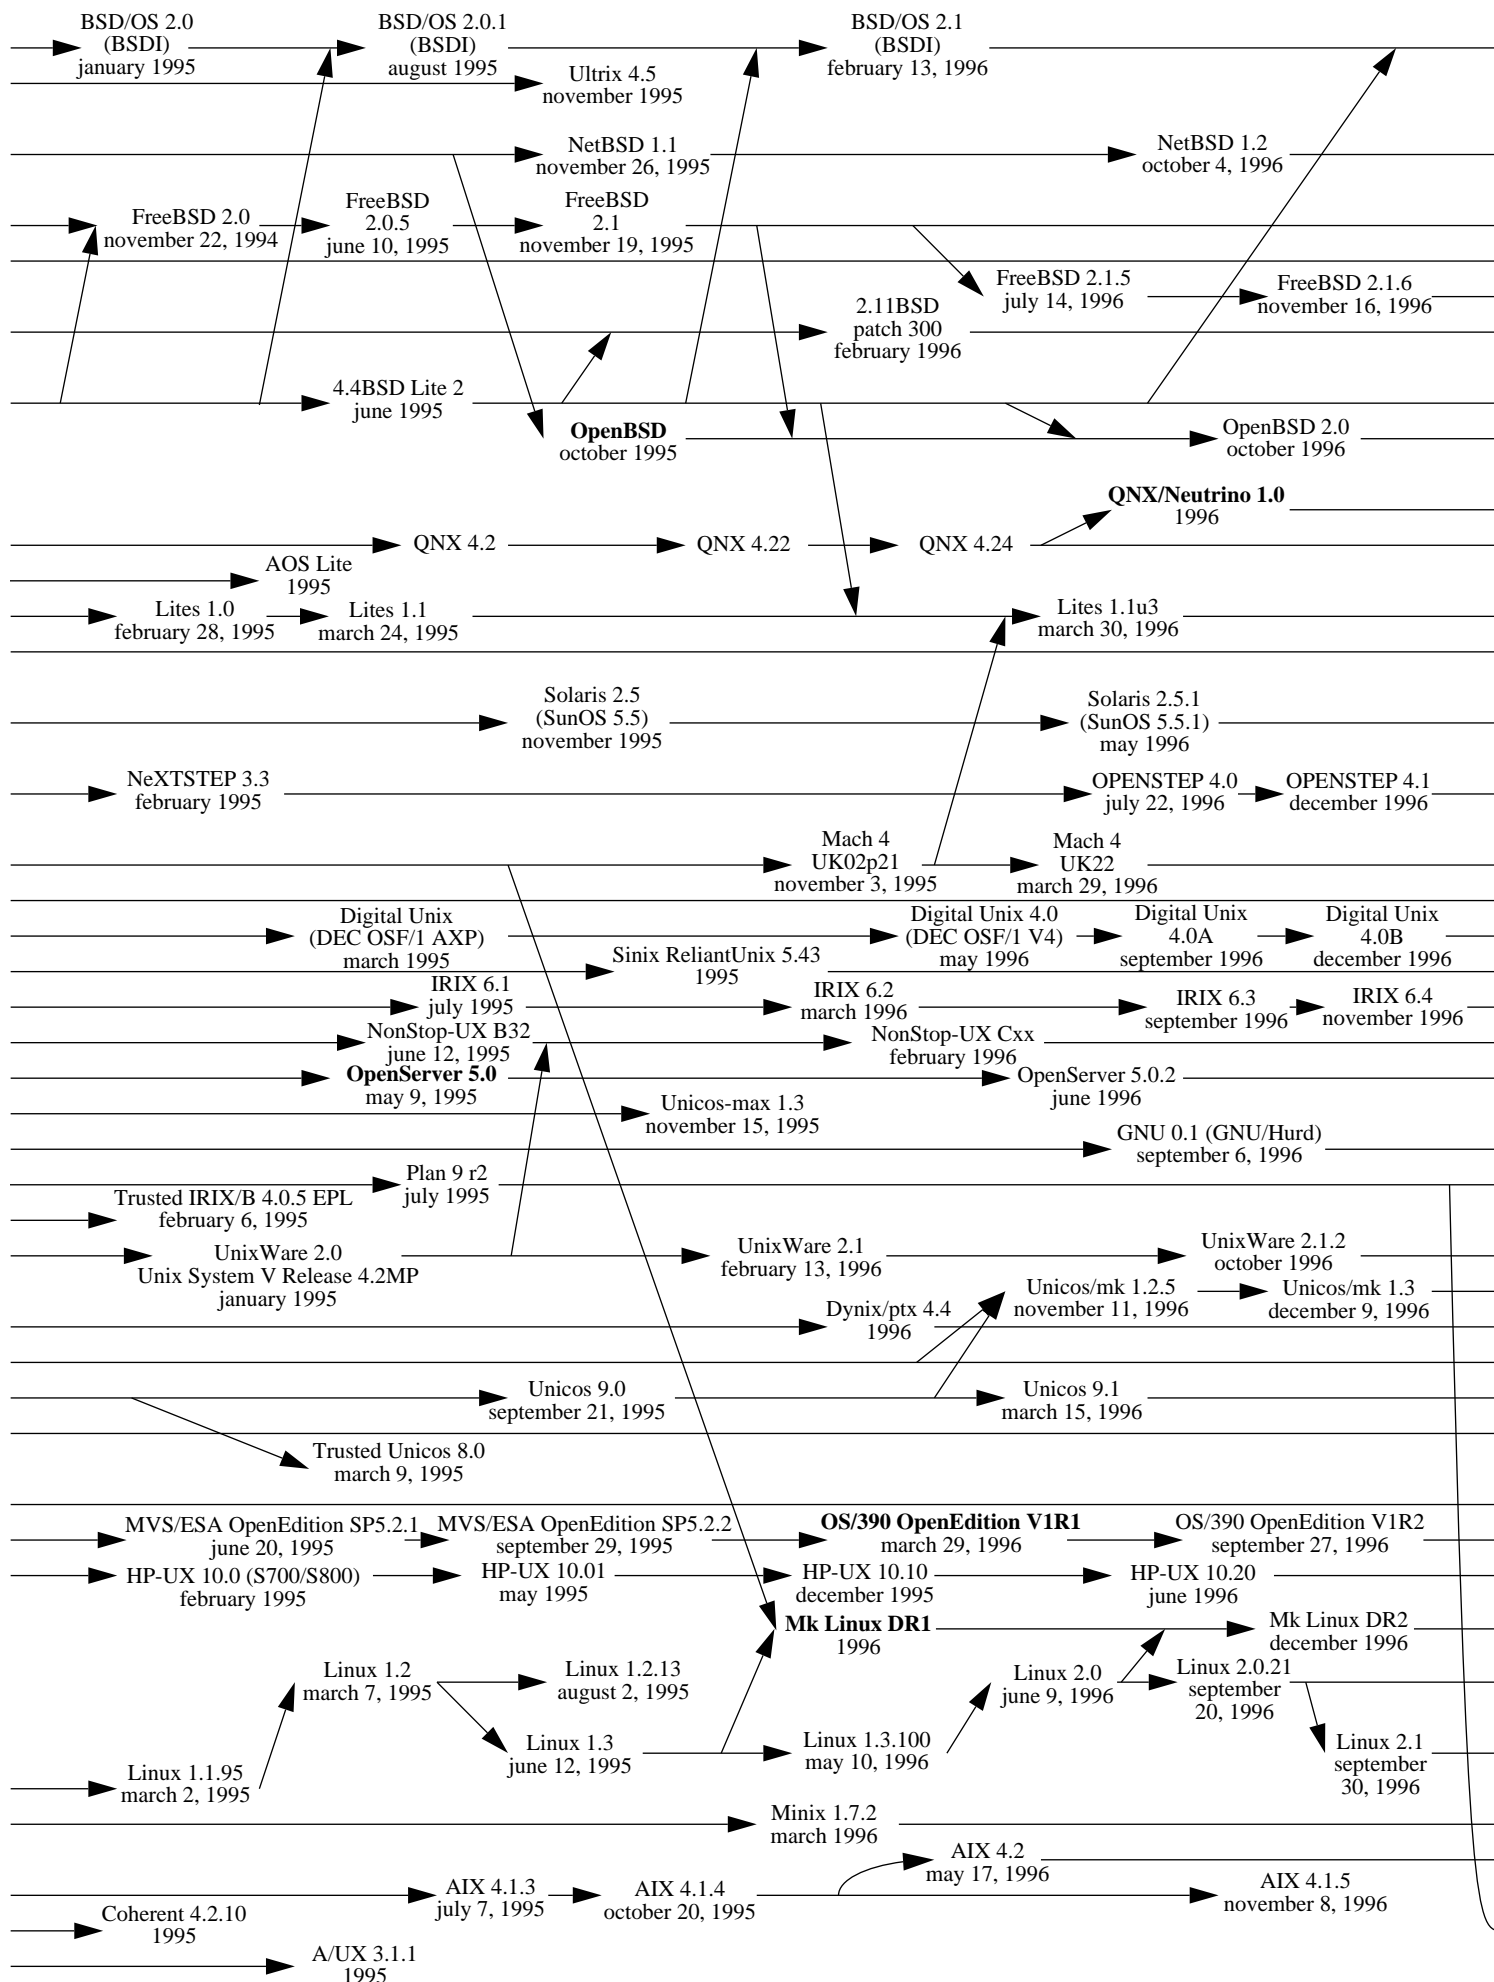 BSD/OS 2.0
(BSDI)
january 1995
BSD/OS 2.0.1
(BSDI)
august 1995
BSD/OS 2.1
(BSDI)
february 13, 1996
Ultrix 4.5
november 1995
NetBSD 1.1
november 26, 1995
NetBSD 1.2
october 4, 1996
FreeBSD 2.0
november 22, 1994
FreeBSD
2.0.5
june 10, 1995
FreeBSD
2.1
november 19, 1995
FreeBSD 2.1.5
july 14, 1996
FreeBSD 2.1.6
november 16, 1996
2.11BSD
patch 300
february 1996
4.4BSD Lite 2
june 1995
OpenBSD
october 1995
OpenBSD 2.0
october 1996
QNX/Neutrino 1.0
1996
QNX 4.2
QNX 4.22
QNX 4.24
AOS Lite
1995
Lites 1.0
february 28, 1995
Lites 1.1
march 24, 1995
Lites 1.1u3
march 30, 1996
Solaris 2.5
(SunOS 5.5)
november 1995
Solaris 2.5.1
(SunOS 5.5.1)
may 1996
NeXTSTEP 3.3
february 1995
OPENSTEP 4.0
july 22, 1996
OPENSTEP 4.1
december 1996
Mach 4
UK02p21
november 3, 1995
Mach 4
UK22
march 29, 1996
Digital Unix
(DEC OSF/1 AXP)
march 1995
Digital Unix 4.0
(DEC OSF/1 V4)
may 1996
Digital Unix
4.0A
september 1996
Digital Unix
4.0B
december 1996
Sinix ReliantUnix 5.43
1995
IRIX 6.1
july 1995
IRIX 6.2
march 1996
IRIX 6.3
september 1996
IRIX 6.4
november 1996
NonStop-UX B32
june 12, 1995
NonStop-UX Cxx
february 1996
OpenServer 5.0
may 9, 1995
OpenServer 5.0.2
june 1996
Unicos-max 1.3
november 15, 1995
GNU 0.1 (GNU/Hurd)
september 6, 1996
Plan 9 r2
july 1995
Trusted IRIX/B 4.0.5 EPL
february 6, 1995
UnixWare 2.0
Unix System V Release 4.2MP
january 1995
UnixWare 2.1
february 13, 1996
UnixWare 2.1.2
october 1996
Unicos/mk 1.2.5
november 11, 1996
Unicos/mk 1.3
december 9, 1996
Dynix/ptx 4.4
1996
Unicos 9.0
september 21, 1995
Unicos 9.1
march 15, 1996
Trusted Unicos 8.0
march 9, 1995
MVS/ESA OpenEdition SP5.2.1
june 20, 1995
MVS/ESA OpenEdition SP5.2.2
september 29, 1995
OS/390 OpenEdition V1R1
march 29, 1996
OS/390 OpenEdition V1R2
september 27, 1996
HP-UX 10.0 (S700/S800)
february 1995
HP-UX 10.01
may 1995
HP-UX 10.10
december 1995
HP-UX 10.20
june 1996
Mk Linux DR1
1996
Mk Linux DR2
december 1996
Linux 1.2
march 7, 1995
Linux 1.2.13
august 2, 1995
Linux 2.0
june 9, 1996
Linux 2.0.21
september
20, 1996
Linux 1.3
june 12, 1995
Linux 1.3.100
may 10, 1996
Linux 2.1
september
30, 1996
Linux 1.1.95
march 2, 1995
Minix 1.7.2
march 1996
AIX 4.2
may 17, 1996
AIX 4.1.3
july 7, 1995
AIX 4.1.4
october 20, 1995
AIX 4.1.5
november 8, 1996
Coherent 4.2.10
1995
A/UX 3.1.1
1995